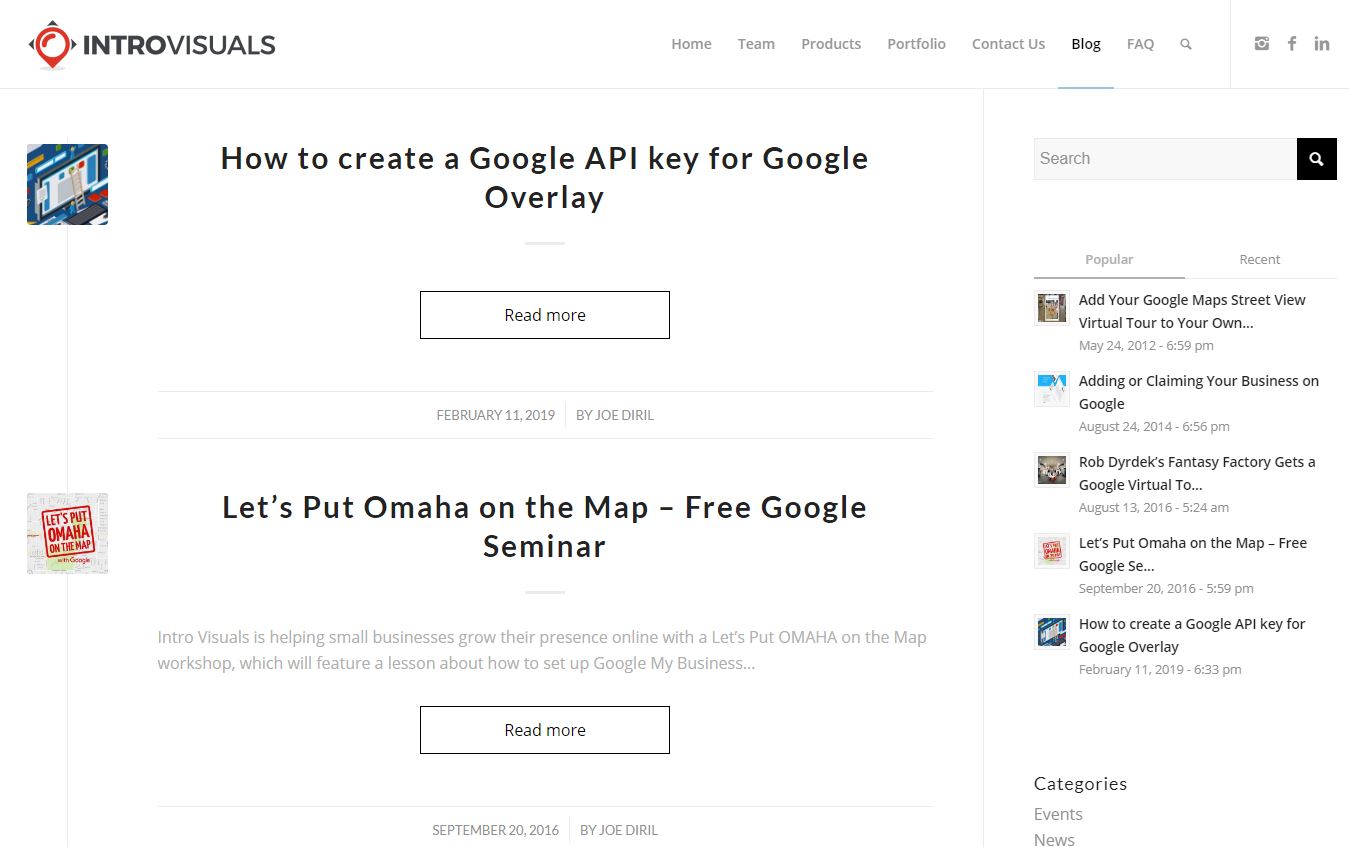 INTROVISUALS
Home Team Products Portfolio Contact Us Blog FAQ
How to create a Google API key for Google
Overlay
Read more
FEBRUARY 11, 2019 BY JOE DIRIL
LET'S PUT
OMAHA
ON THE MAP
with Google
Let’s Put Omaha on the Map – Free Google
Seminar
Intro Visuals is helping small businesses grow their presence online with a Let’s Put OMAHA on the Map
workshop, which will feature a lesson about how to set up Google My Business...
Read more
SEPTEMBER 20, 2016 BY JOE DIRIL
Search
Popular Recent
Add Your Google Maps Street View
Virtual Tour to Your Own...
May 24, 2012 - 6:59 pm
Adding or Claiming Your Business on
Google
August 24, 2014 - 6:56 pm
Rob Dyrdek’s Fantasy Factory Gets a
Google Virtual To...
August 13, 2016 - 5:24 am
Let’s Put Omaha on the Map – Free
Google Se...
September 20, 2016 - 5:59 pm
How to create a Google API key for
Google Overlay
February 11, 2019 - 6:33 pm
Categories
Events
News